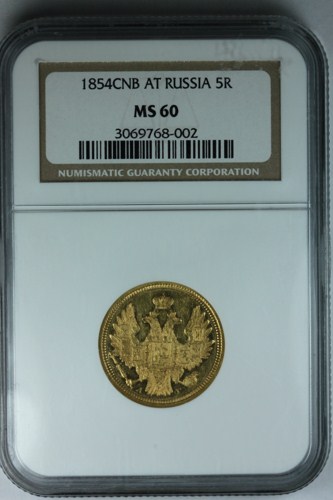 1854CNB AT RUSSIA 5R
MS 60
3069768-002
NUMISMATIC GUARANTY CORPORATION